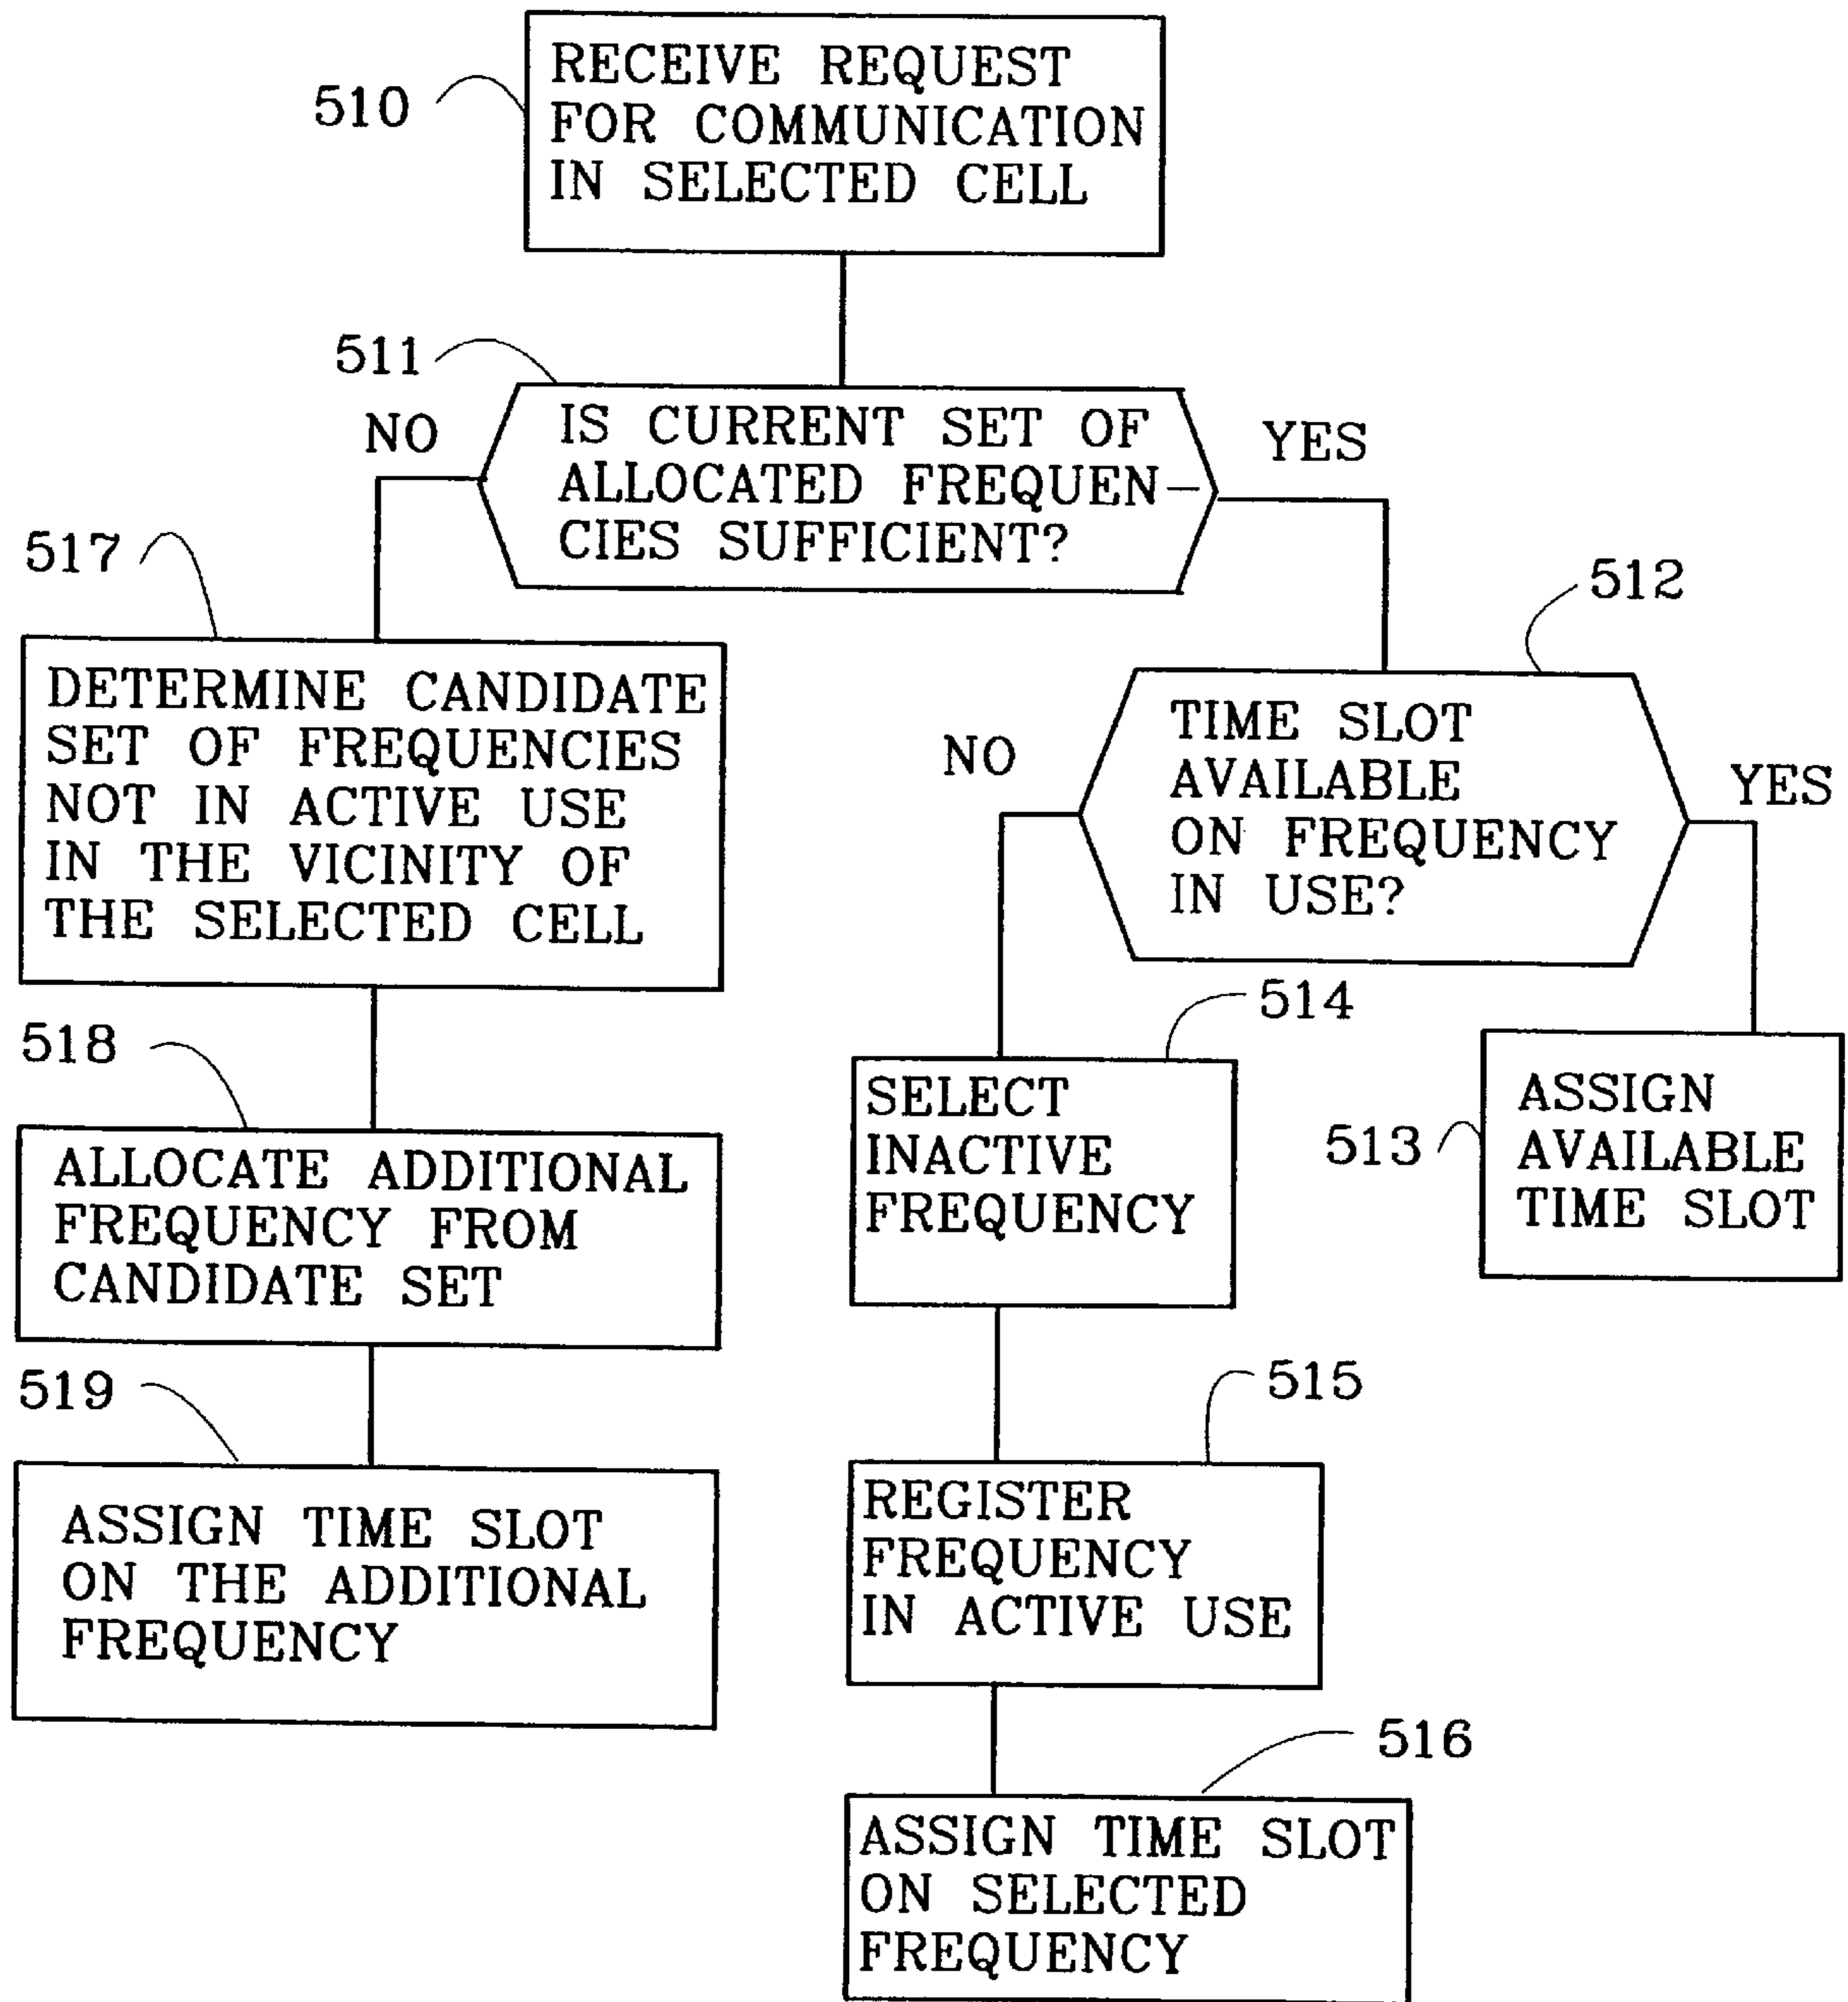 RECEIVE REQUEST
FOR COMMUNICATION
IN SELECTED CELL
510
511
IS CURRENT SET OF
ALLOCATED FREQUEN-
CIES SUFFICIENT?
NO
YES
517
DETERMINE CANDIDATE
SET OF FREQUENCIES
NOT IN ACTIVE USE
IN THE VICINITY OF
THE SELECTED CELL
512
TIME SLOT
AVAILABLE
ON FREQUENCY
IN USE?
NO
YES
518
ALLOCATE ADDITIONAL
FREQUENCY FROM
CANDIDATE SET
514
SELECT
INACTIVE
FREQUENCY
513
ASSIGN
AVAILABLE
TIME SLOT
519
ASSIGN TIME SLOT
ON THE ADDITIONAL
FREQUENCY
515
REGISTER
FREQUENCY
IN ACTIVE USE
516
ASSIGN TIME SLOT
ON SELECTED
FREQUENCY